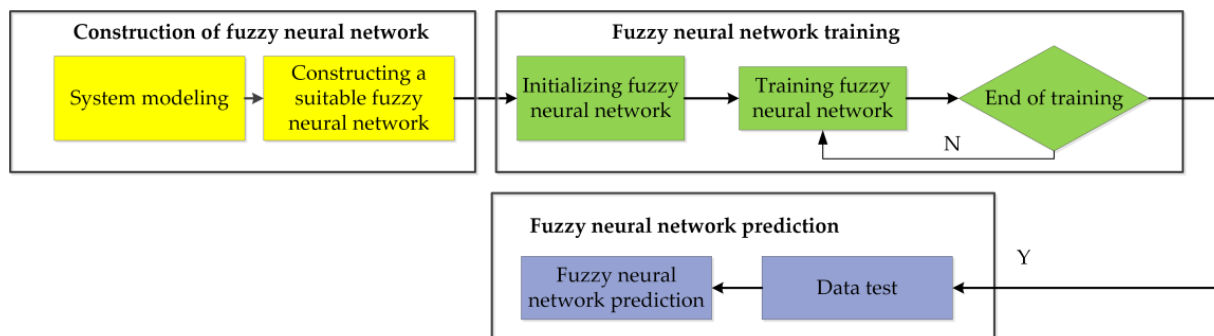 Construction of fuzzy neural network
System modeling
Constructing a
suitable fuzzy
neural network
Fuzzy neural network training
Initializing fuzzy
neural network
Training fuzzy
neural network
End of training
N
Y
Fuzzy neural network prediction
Fuzzy neural
network prediction
Data test